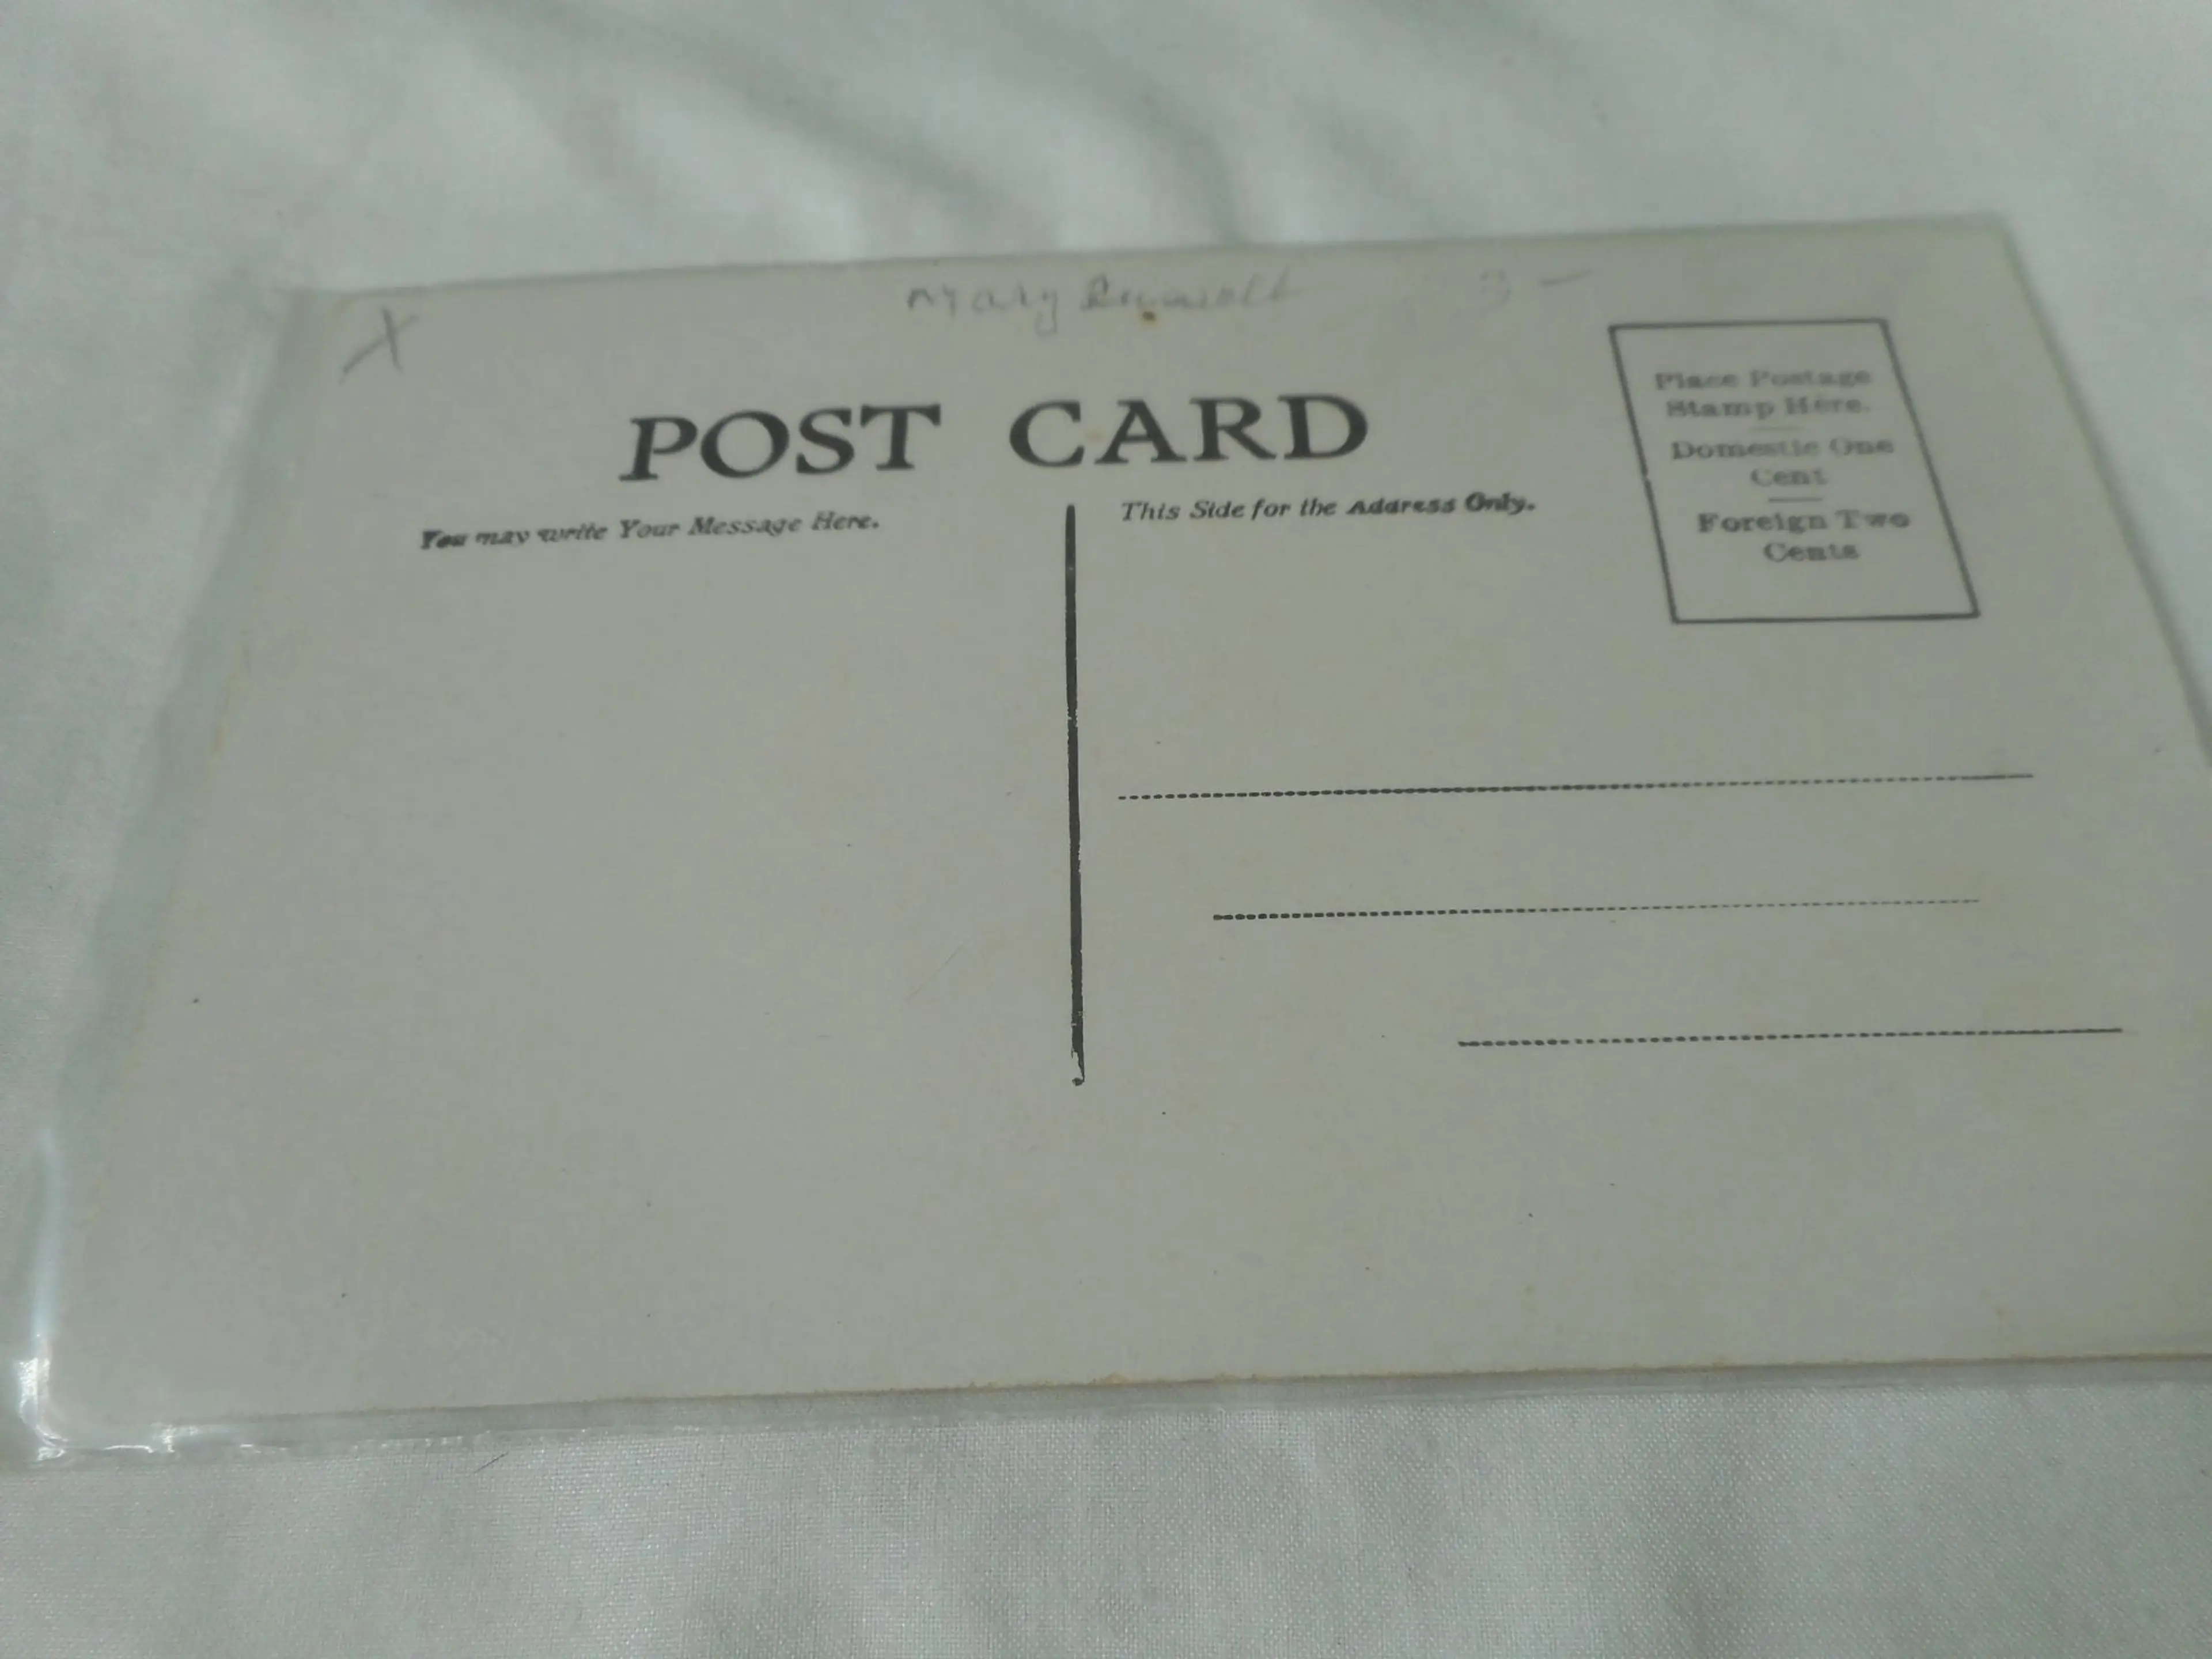 X Mary
POST CARD
You may write Your Message Here.
This Side for the Address Only.
Place Postage
Stamp Here.
Domestic One
Cent
Foreign Two
Cents